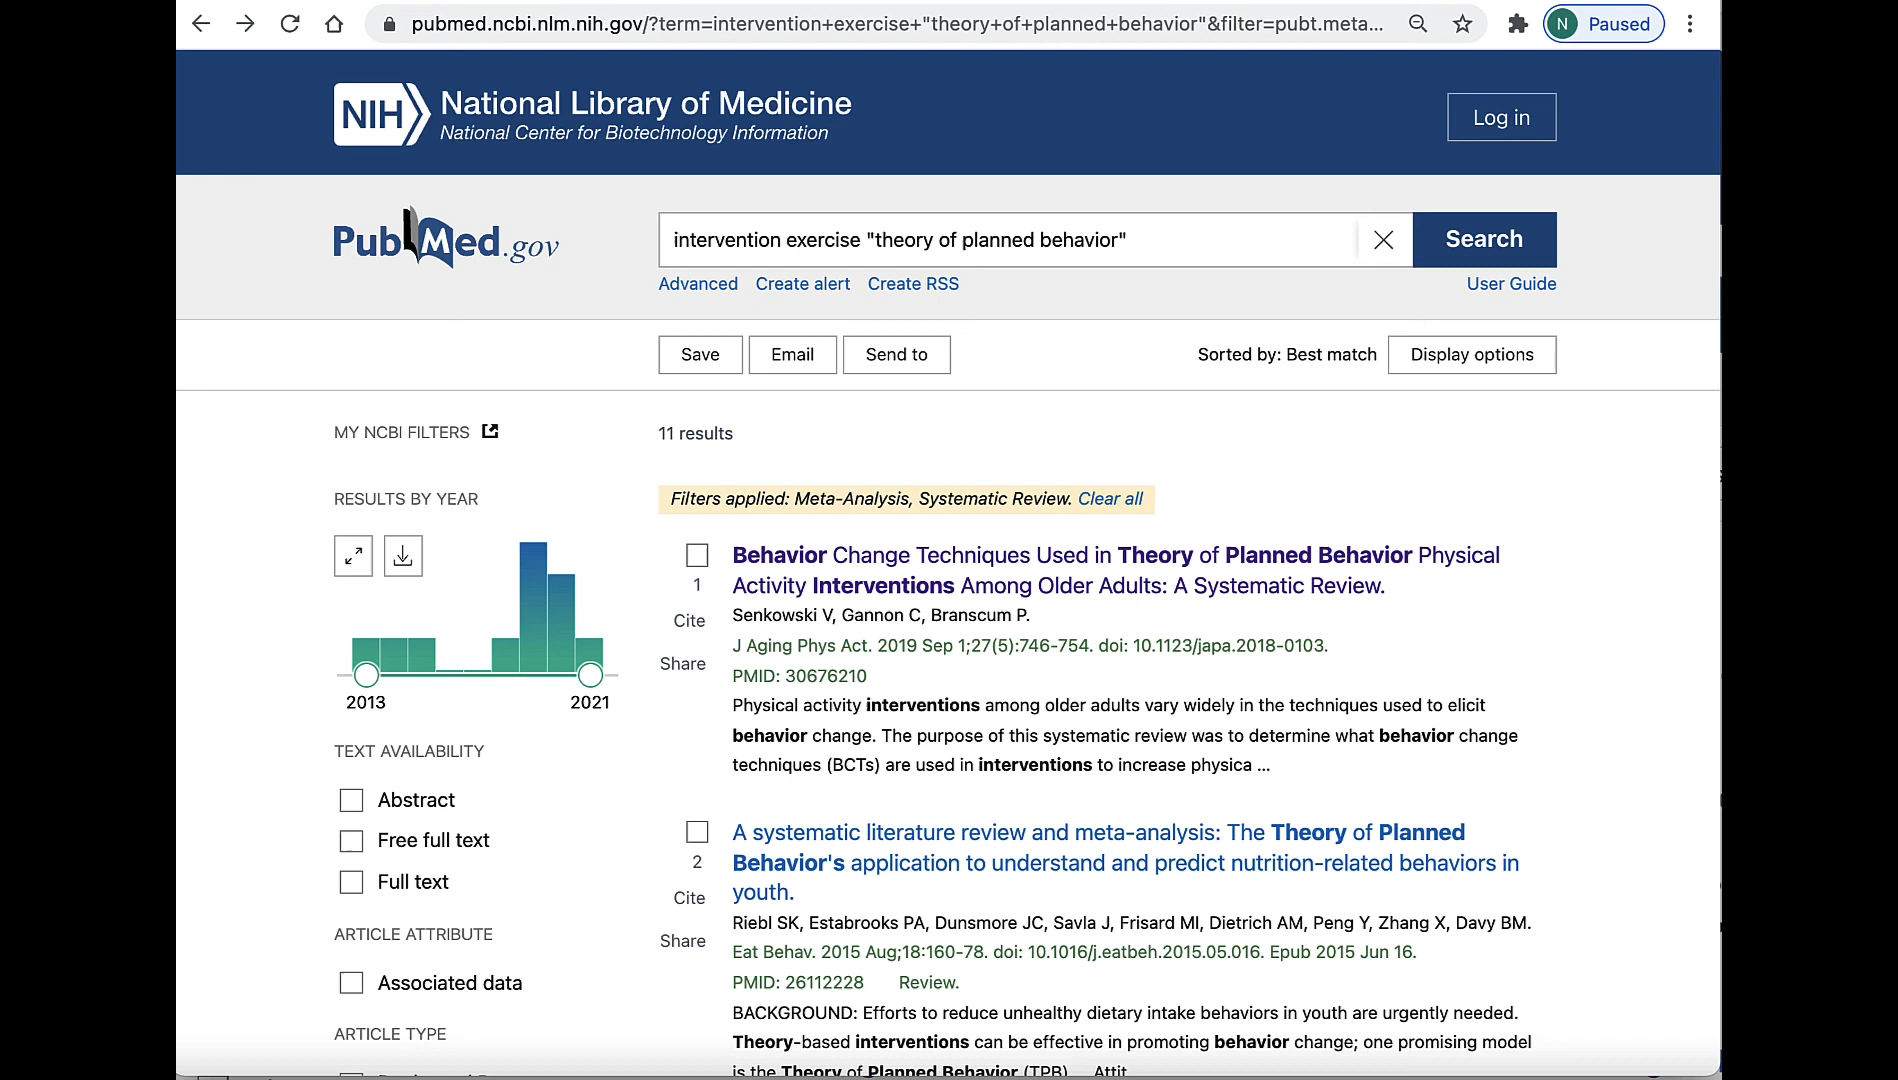 pubmed.ncbi.nlm.nih.gov/?term=intervention+exercise+"theory+of+planned+behavior"&filter=pubt.meta...
N
Paused
NIH
National Library of Medicine
National Center for Biotechnology Information
Log in
PubMed.gov
intervention exercise "theory of planned behavior"
Search
Advanced
Create alert
Create RSS
User Guide
Save
Email
Send to
Sorted by: Best match
Display options
MY NCBI FILTERS
11 results
RESULTS BY YEAR
2013
2021
TEXT AVAILABILITY
Abstract
Free full text
Full text
ARTICLE ATTRIBUTE
Associated data
ARTICLE TYPE
Filters applied: Meta-Analysis, Systematic Review. Clear all
1
Cite
Share
Behavior Change Techniques Used in Theory of Planned Behavior Physical
Activity Interventions Among Older Adults: A Systematic Review.
Senkowski V, Gannon C, Branscum P.
J Aging Phys Act. 2019 Sep 1;27(5):746-754. doi: 10.1123/japa.2018-0103.
PMID: 30676210
Physical activity interventions among older adults vary widely in the techniques used to elicit
behavior change. The purpose of this systematic review was to determine what behavior change
techniques (BCTs) are used in interventions to increase physica ...
2
Cite
Share
A systematic literature review and meta-analysis: The Theory of Planned
Behavior's application to understand and predict nutrition-related behaviors in
youth.
Riebl SK, Estabrooks PA, Dunsmore JC, Savla J, Frisard MI, Dietrich AM, Peng Y, Zhang X, Davy BM.
Eat Behav. 2015 Aug;18:160-78. doi: 10.1016/j.eatbeh.2015.05.016. Epub 2015 Jun 16.
PMID: 26112228
Review.
BACKGROUND: Efforts to reduce unhealthy dietary intake behaviors in youth are urgently needed.
Theory-based interventions can be effective in promoting behavior change; one promising model
is the Theory of Planned Behavior (TPB). Attit